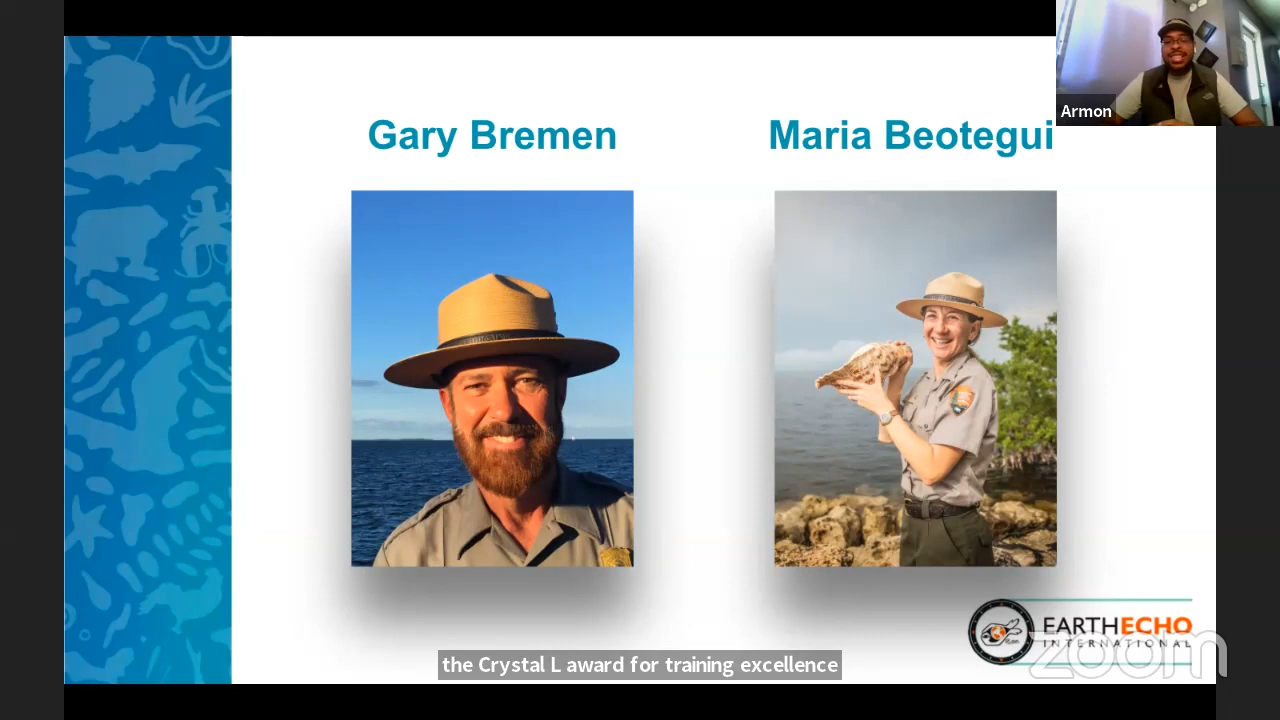 Gary Bremen
Maria Beotegui
Armon
EARTHECHO
INTERNATIONAL
zoom
the Crystal L award for training excellence